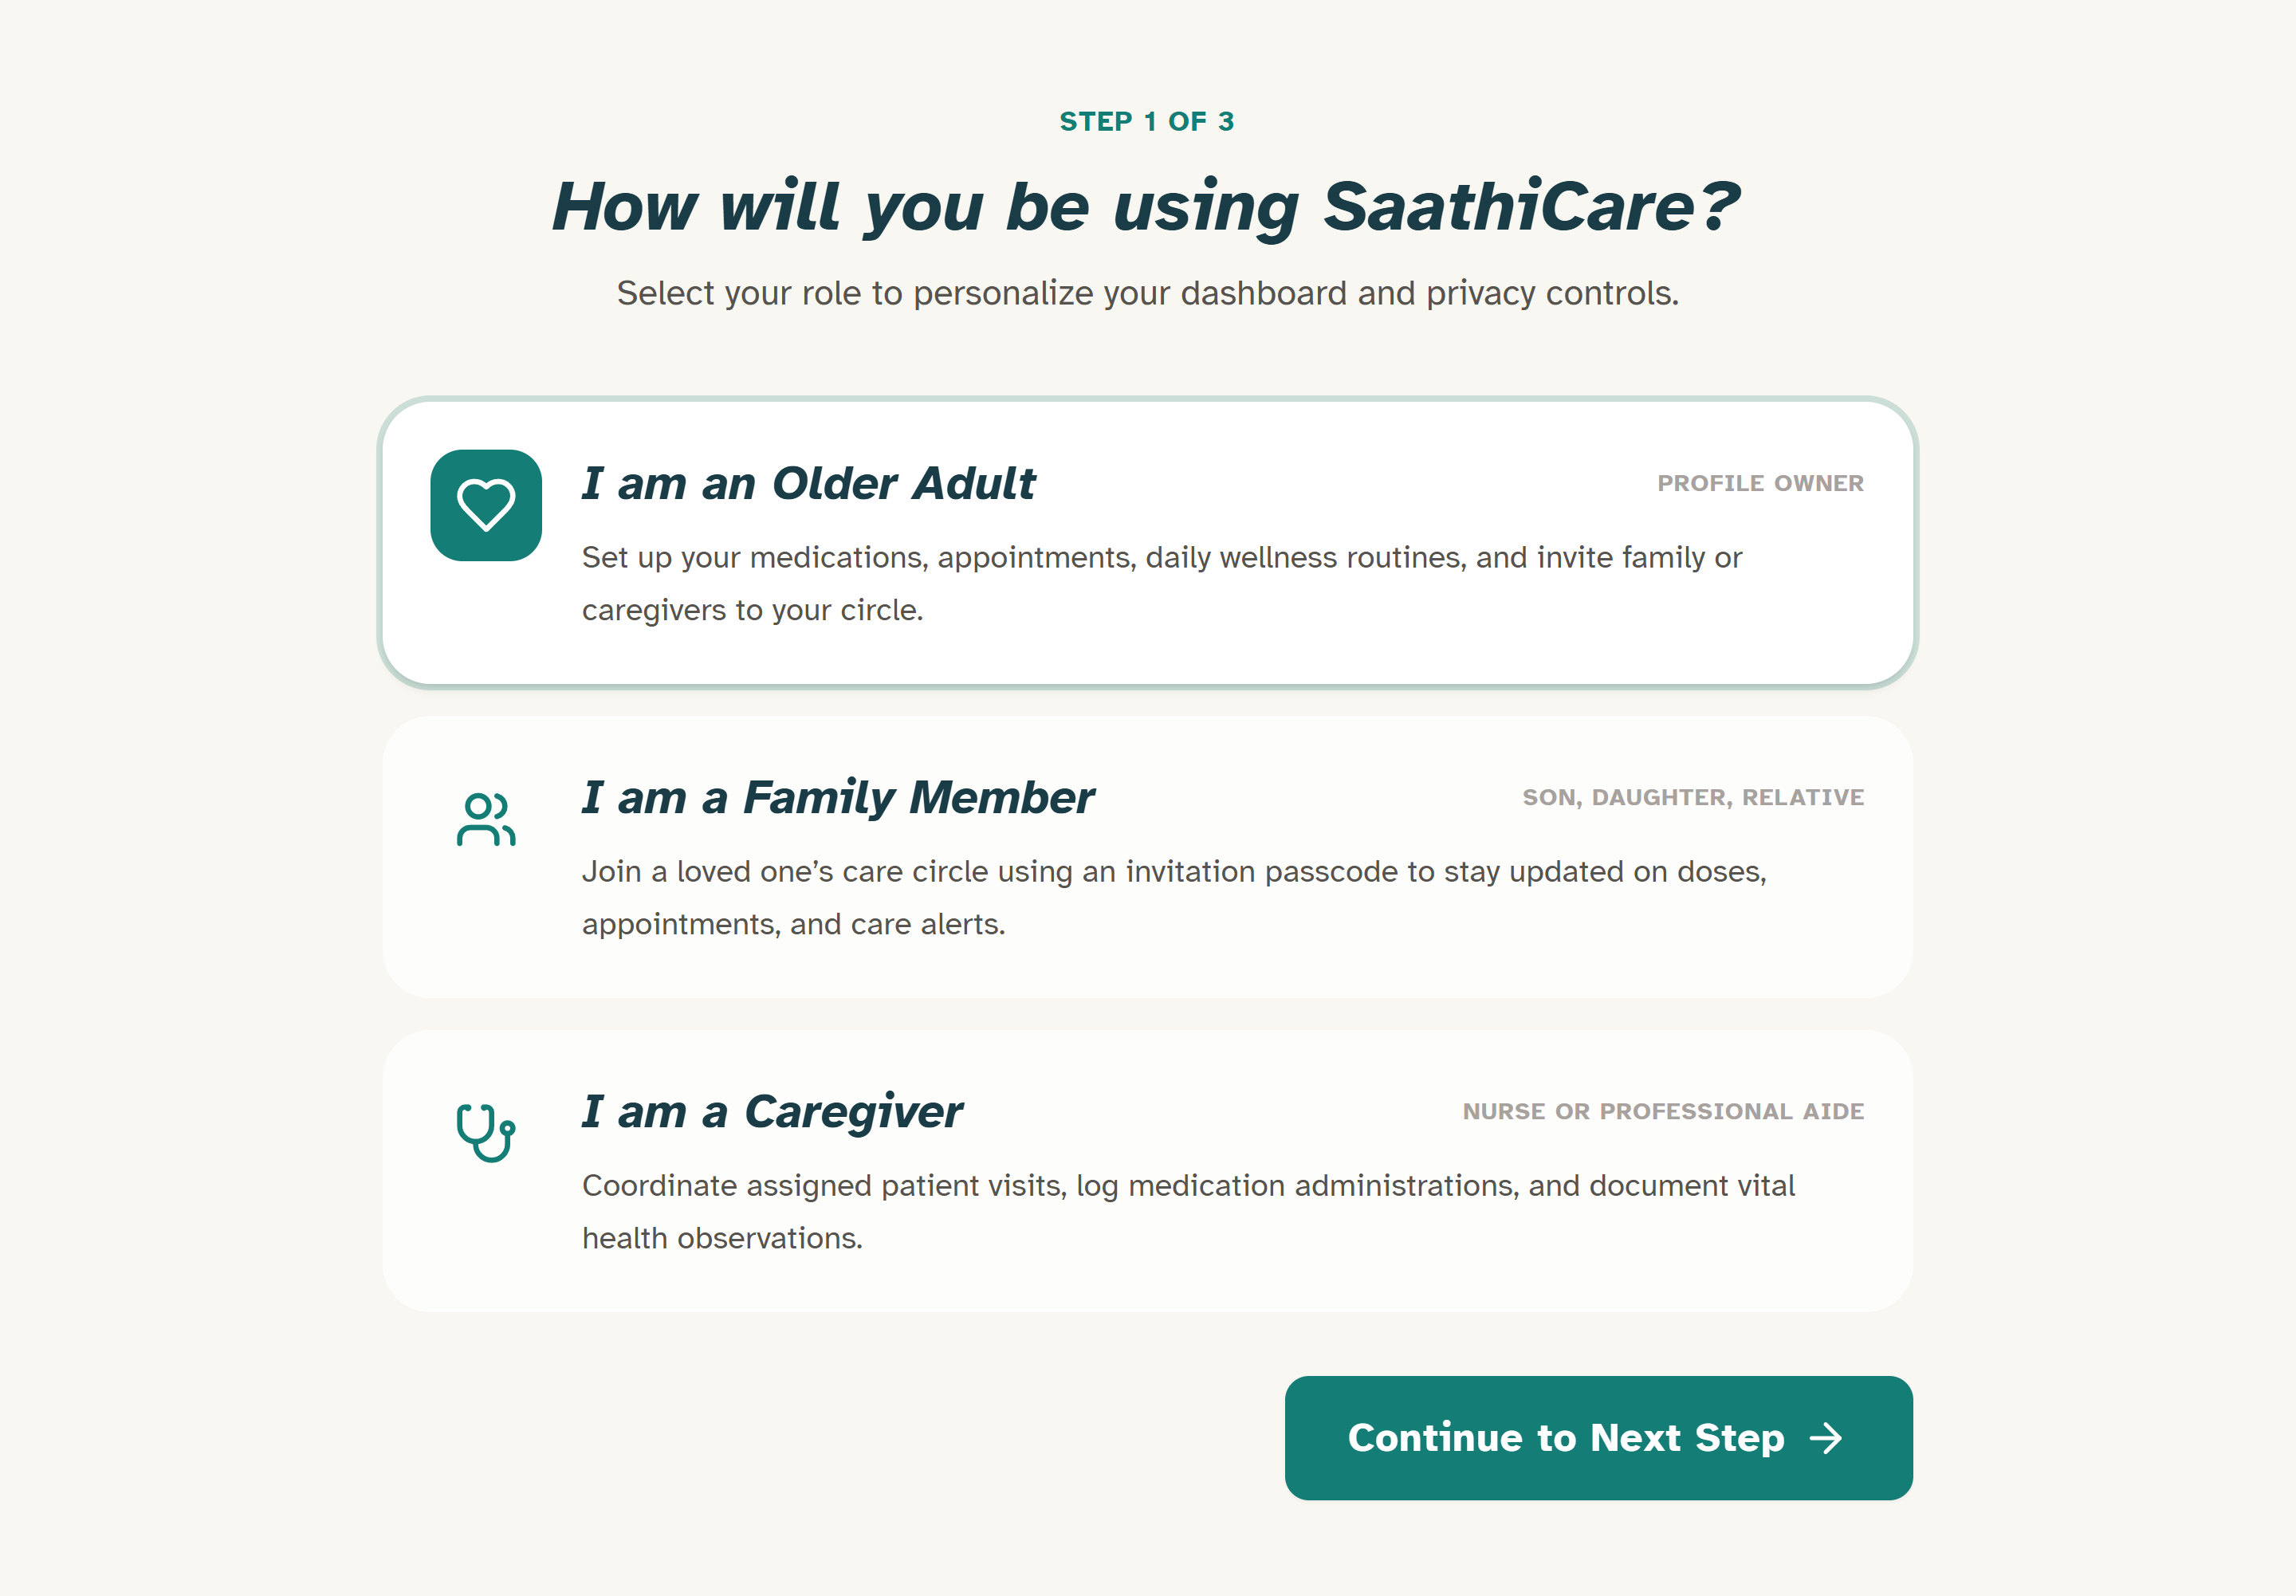 STEP 1 OF 3
How will you be using SaathiCare?
Select your role to personalize your dashboard and privacy controls.
I am an Older Adult
PROFILE OWNER
Set up your medications, appointments, daily wellness routines, and invite family or
caregivers to your circle.
I am a Family Member
SON, DAUGHTER, RELATIVE
Join a loved one’s care circle using an invitation passcode to stay updated on doses,
appointments, and care alerts.
I am a Caregiver
NURSE OR PROFESSIONAL AIDE
Coordinate assigned patient visits, log medication administrations, and document vital
health observations.
Continue to Next Step →